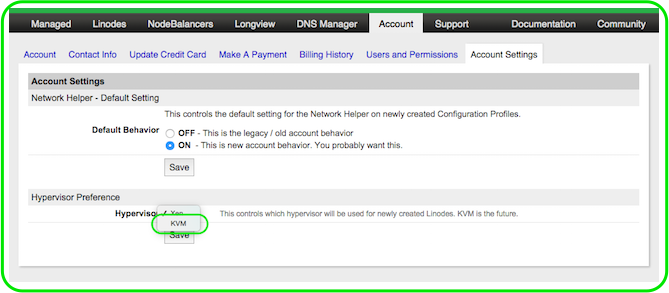 Managed Linodes NodeBalancers Longview DNS Manager Account Support Documentation Community
Account Contact Info Update Credit Card Make A Payment Billing History Users and Permissions Account Settings
Account Settings
Network Helper - Default Setting
This controls the default setting for the Network Helper on newly created Configuration Profiles.
Default Behavior
OFF - This is the legacy / old account behavior
ON - This is new account behavior. You probably want this.
Save
Hypervisor Preference
Hypervisor ✓ Xen This controls which hypervisor will be used for newly created Linodes. KVM is the future.
KVM
Save